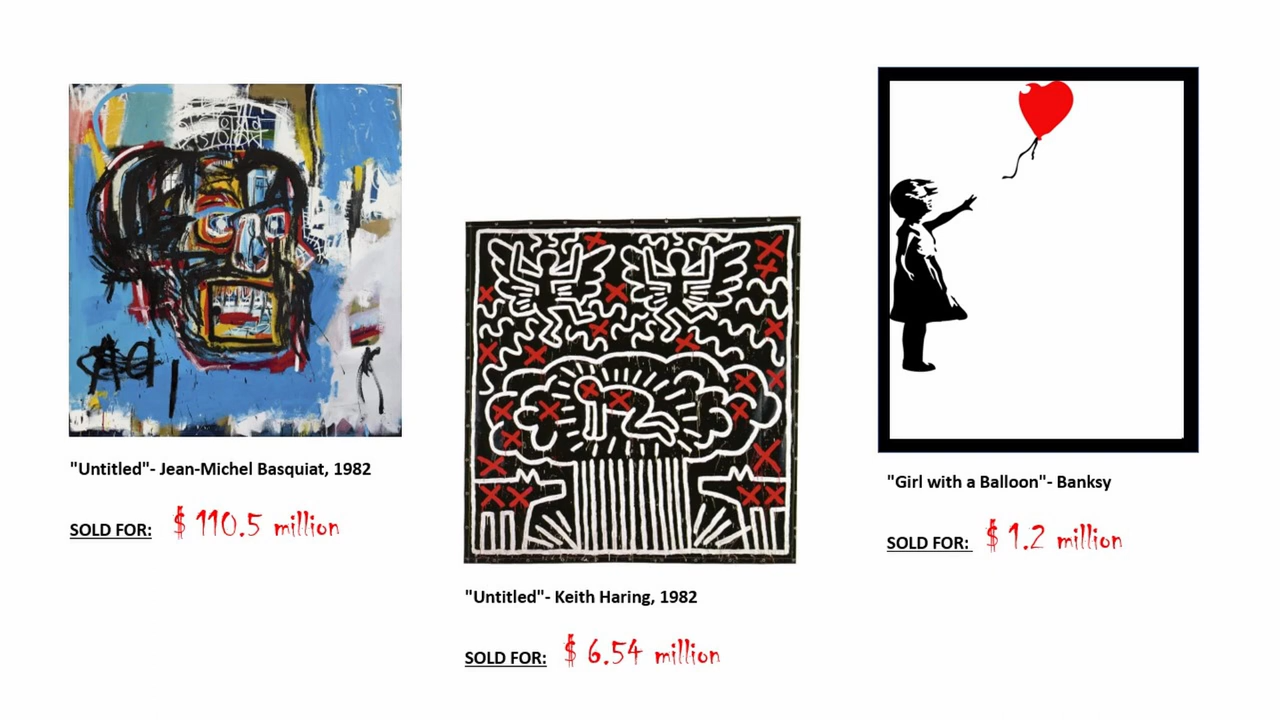 "Untitled"- Jean-Michel Basquiat, 1982
SOLD FOR: $ 110.5 million
"Untitled"- Keith Haring, 1982
SOLD FOR: $ 6.54 million
"Girl with a Balloon"- Banksy
SOLD FOR: $ 1.2 million